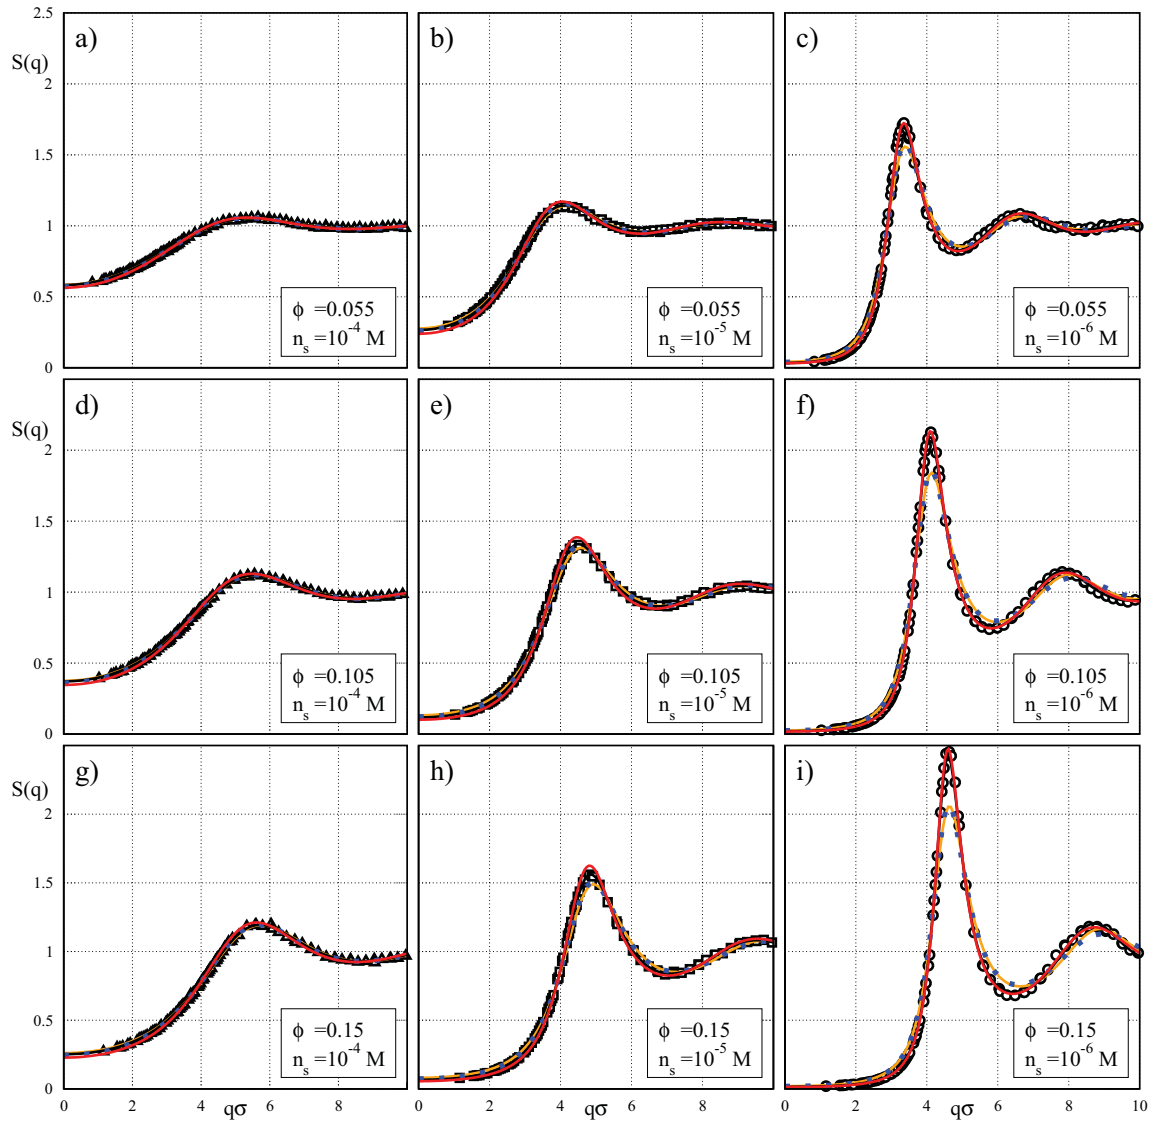 2.5
a)
b)
c)
S(q)
2
1.5
1
0.5
0
ϕ =0.055
n_s =10^-4 M
ϕ =0.055
n_s =10^-5 M
ϕ =0.055
n_s =10^-6 M
d)
e)
f)
S(q)
2
1.5
1
0.5
0
ϕ =0.105
n_s =10^-4 M
ϕ =0.105
n_s =10^-5 M
ϕ =0.105
n_s =10^-6 M
g)
h)
i)
S(q)
2
1.5
1
0.5
0
ϕ =0.15
n_s =10^-4 M
ϕ =0.15
n_s =10^-5 M
ϕ =0.15
n_s =10^-6 M
0 2 4 qσ 6 8
0 2 4 qσ 6 8
0 2 4 qσ 6 8 10